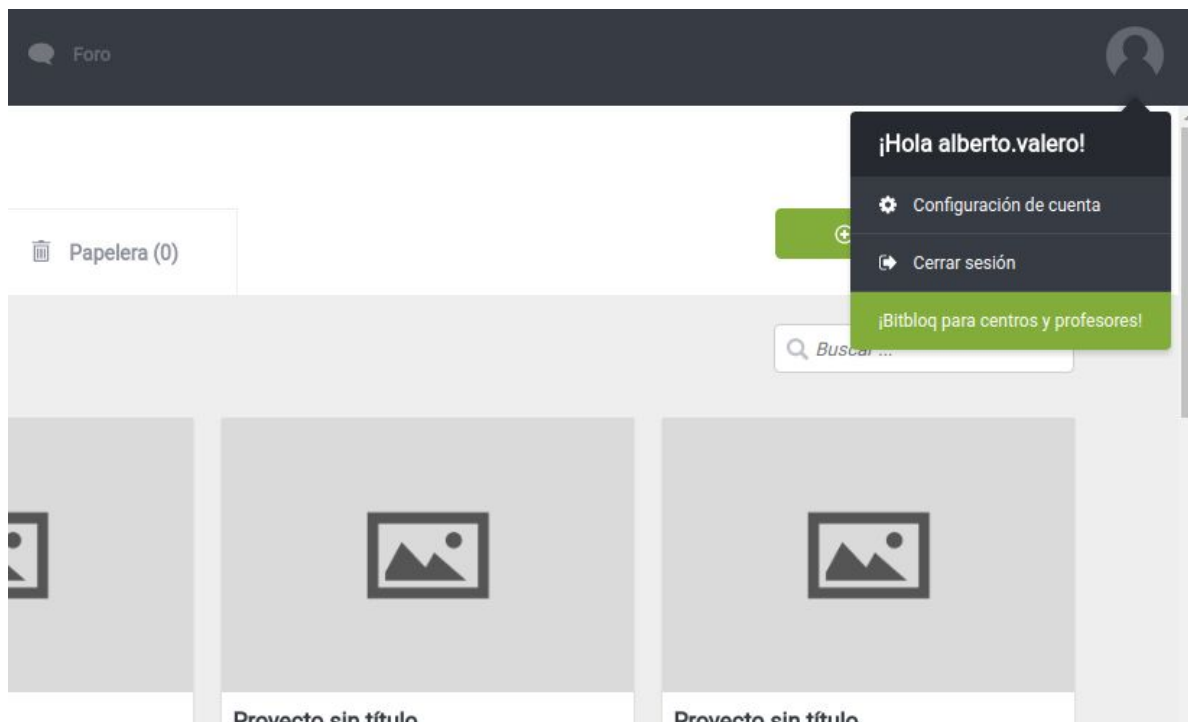 Foro
¡Hola alberto.valero!
Configuración de cuenta
Papelera (0)
Cerrar sesión
¡Bitbloq para centros y profesores!
Buscar ...
Proyecto sin título
Proyecto sin título